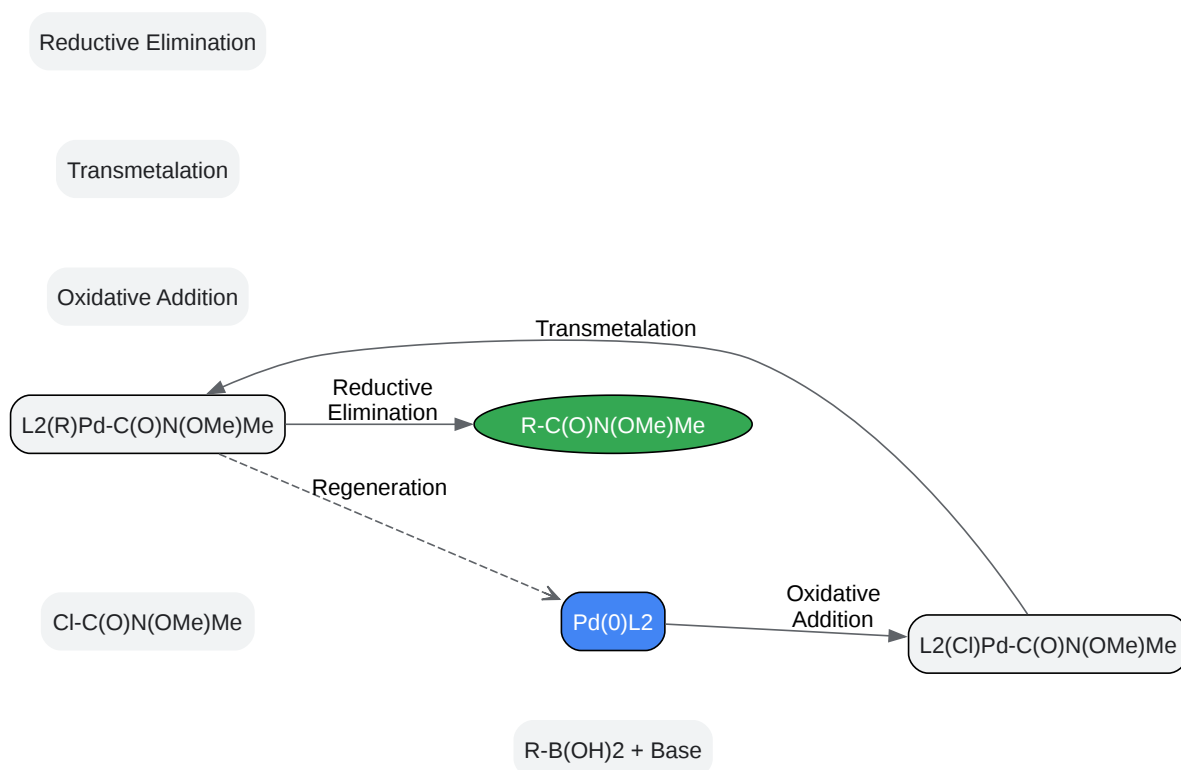 Reductive Elimination
Transmetalation
Oxidative Addition
Transmetalation
Reductive
Elimination
L2(R)Pd-C(O)N(OMe)Me
R-C(O)N(OMe)Me
Regeneration
Oxidative
Addition
Cl-C(O)N(OMe)Me
Pd(0)L2
L2(Cl)Pd-C(O)N(OMe)Me
R-B(OH)2 + Base